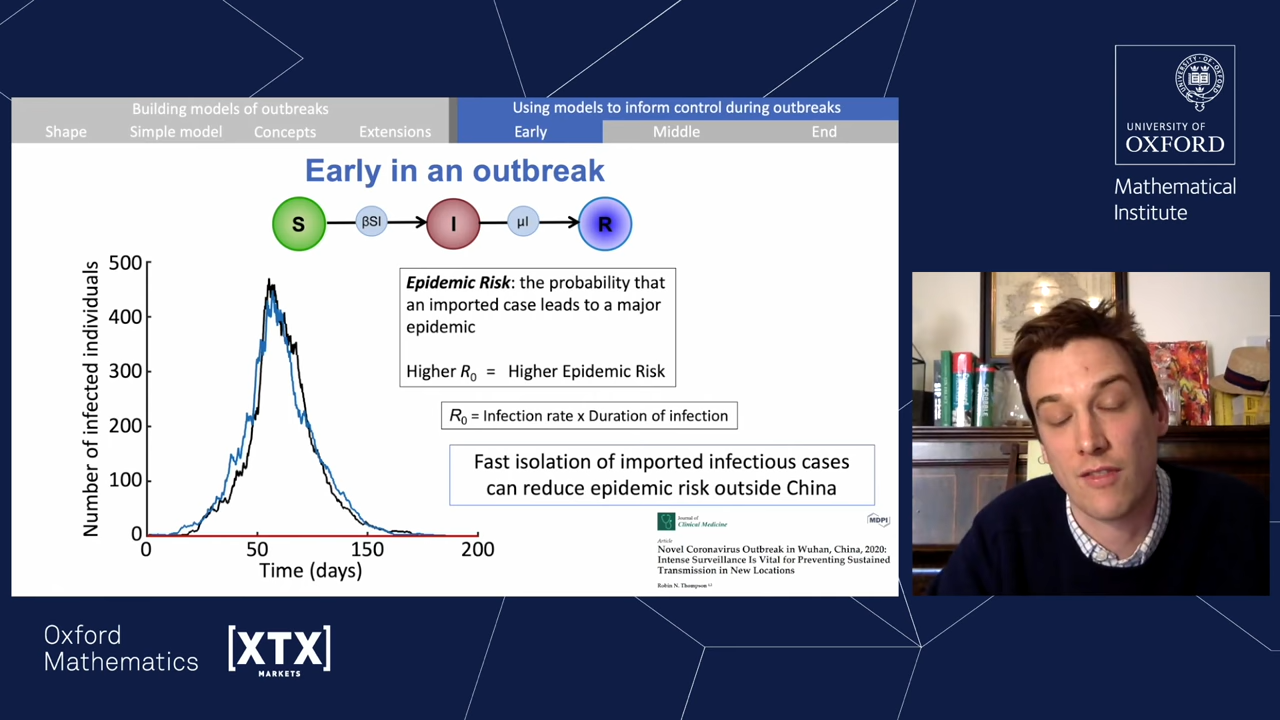 Building models of outbreaks
Using models to inform control during outbreaks
Shape
Simple model
Concepts
Extensions
Early
Middle
End
Early in an outbreak
S
βSI
I
μI
R
Number of infected individuals
500
400
300
200
100
0
0
50
150
200
Time (days)
Epidemic Risk: the probability that
an imported case leads to a major
epidemic
Higher R0 = Higher Epidemic Risk
R0 = Infection rate x Duration of infection
Fast isolation of imported infectious cases
can reduce epidemic risk outside China
Journal of
Clinical Medicine
MDPI
Article
Novel Coronavirus Outbreak in Wuhan, China, 2020:
Intense Surveillance Is Vital for Preventing Sustained
Transmission in New Locations
Robin N. Thompson
UNIVERSITY OF
OXFORD
Mathematical
Institute
Oxford
Mathematics
[XTX]
MARKETS